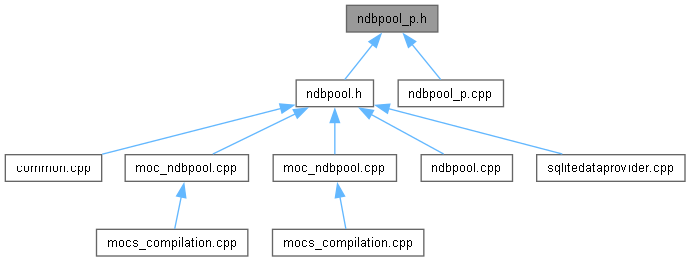 ndbpool_p.h
ndbpool.h
ndbpool_p.cpp
common.cpp
moc_ndbpool.cpp
moc_ndbpool.cpp
ndbpool.cpp
sqlitedataprovider.cpp
mocs_compilation.cpp
mocs_compilation.cpp